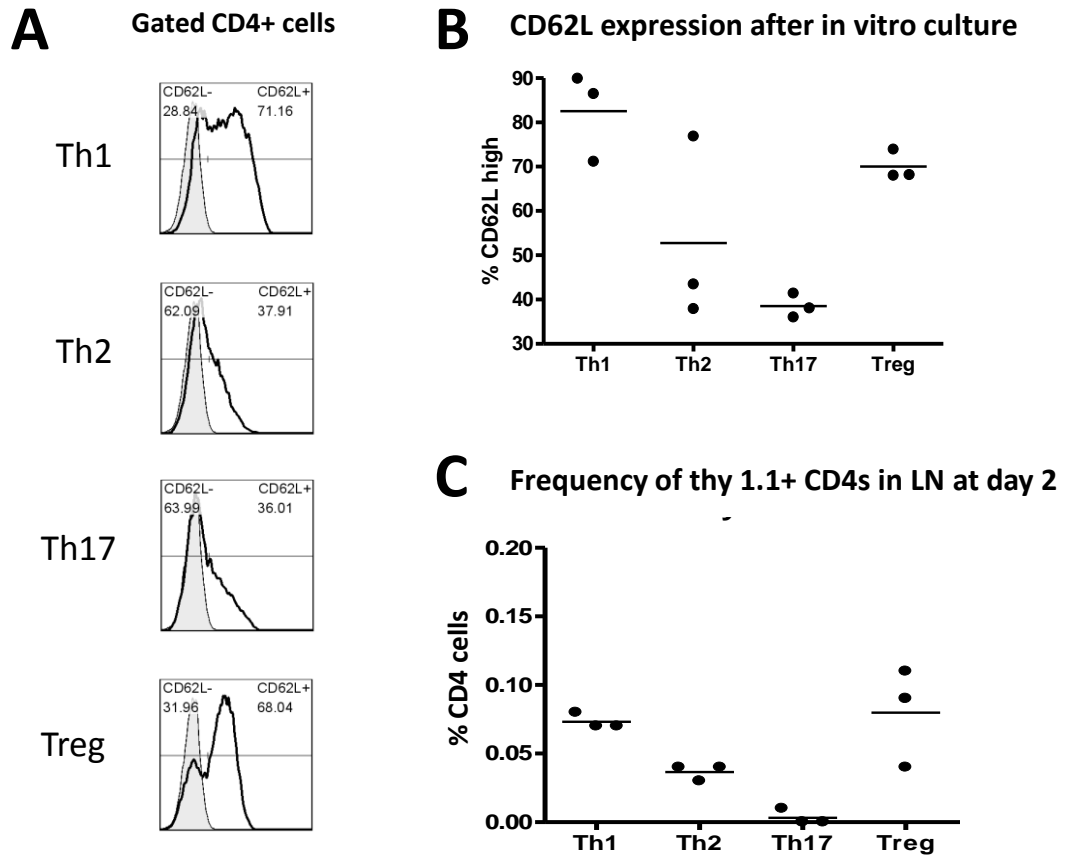 A
Gated CD4+ cells
Th1
CD62L- CD62L+
28.84 71.16
Th2
CD62L- CD62L+
62.09 37.91
Th17
CD62L- CD62L+
63.99 36.01
Treg
CD62L- CD62L+
31.96 68.04
B
CD62L expression after in vitro culture
% CD62L high
90
80
70
60
50
40
30
Th1 Th2 Th17 Treg
C
Frequency of thy 1.1+ CD4s in LN at day 2
% CD4 cells
0.20
0.15
0.10
0.05
0.00
Th1 Th2 Th17 Treg